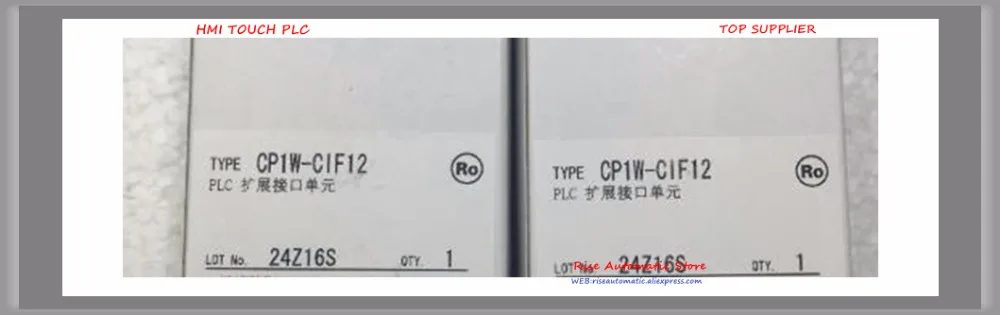 HMI TOUCH PLC
TOP SUPPLIER
TYPE CP1W-CIF12
Ro
PLC 扩展接口单元
LOT No. 24Z16S QTY. 1
TYPE CP1W-CIF12
Ro
PLC 扩展接口单元
LOT 24Z16S QTY. 1
Rise Automatic Store
WEB:riseautomatic.aliexpress.com